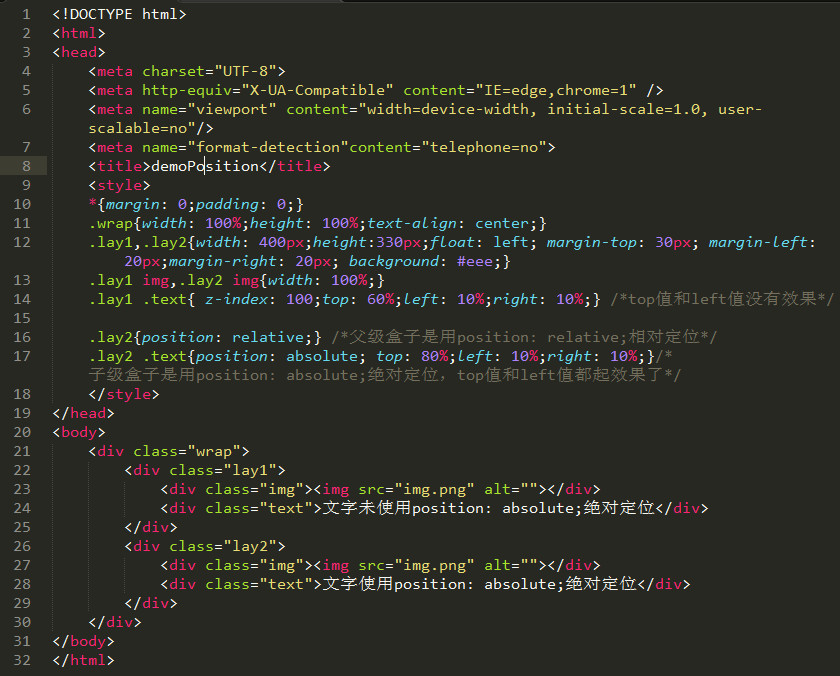 1 <!DOCTYPE html>
2 <html>
3 <head>
4 <meta charset="UTF-8">
5 <meta http-equiv="X-UA-Compatible" content="IE=edge,chrome=1" />
6 <meta name="viewport" content="width=device-width, initial-scale=1.0, user-
scalable=no"/>
7 <meta name="format-detection"content="telephone=no">
8 <title>demoPosition</title>
9 <style>
10 *{margin: 0;padding: 0;}
11 .wrap{width: 100%;height: 100%;text-align: center;}
12 .lay1,.lay2{width: 400px;height:330px;float: left; margin-top: 30px; margin-left:
20px;margin-right: 20px; background: #eee;}
13 .lay1 img,.lay2 img{width: 100%;}
14 .lay1 .text{ z-index: 100;top: 60%;left: 10%;right: 10%;} /*top值和left值没有效果*/
15
16 .lay2{position: relative;} /*父级盒子是用position: relative;相对定位*/
17 .lay2 .text{position: absolute; top: 80%;left: 10%;right: 10%;}/*
子级盒子是用position: absolute;绝对定位，top值和left值都起效果了*/
18 </style>
19 </head>
20 <body>
21 <div class="wrap">
22 <div class="lay1">
23 <div class="img"><img src="img.png" alt=""></div>
24 <div class="text">文字未使用position: absolute;绝对定位</div>
25 </div>
26 <div class="lay2">
27 <div class="img"><img src="img.png" alt=""></div>
28 <div class="text">文字使用position: absolute;绝对定位</div>
29 </div>
30 </div>
31 </body>
32 </html>